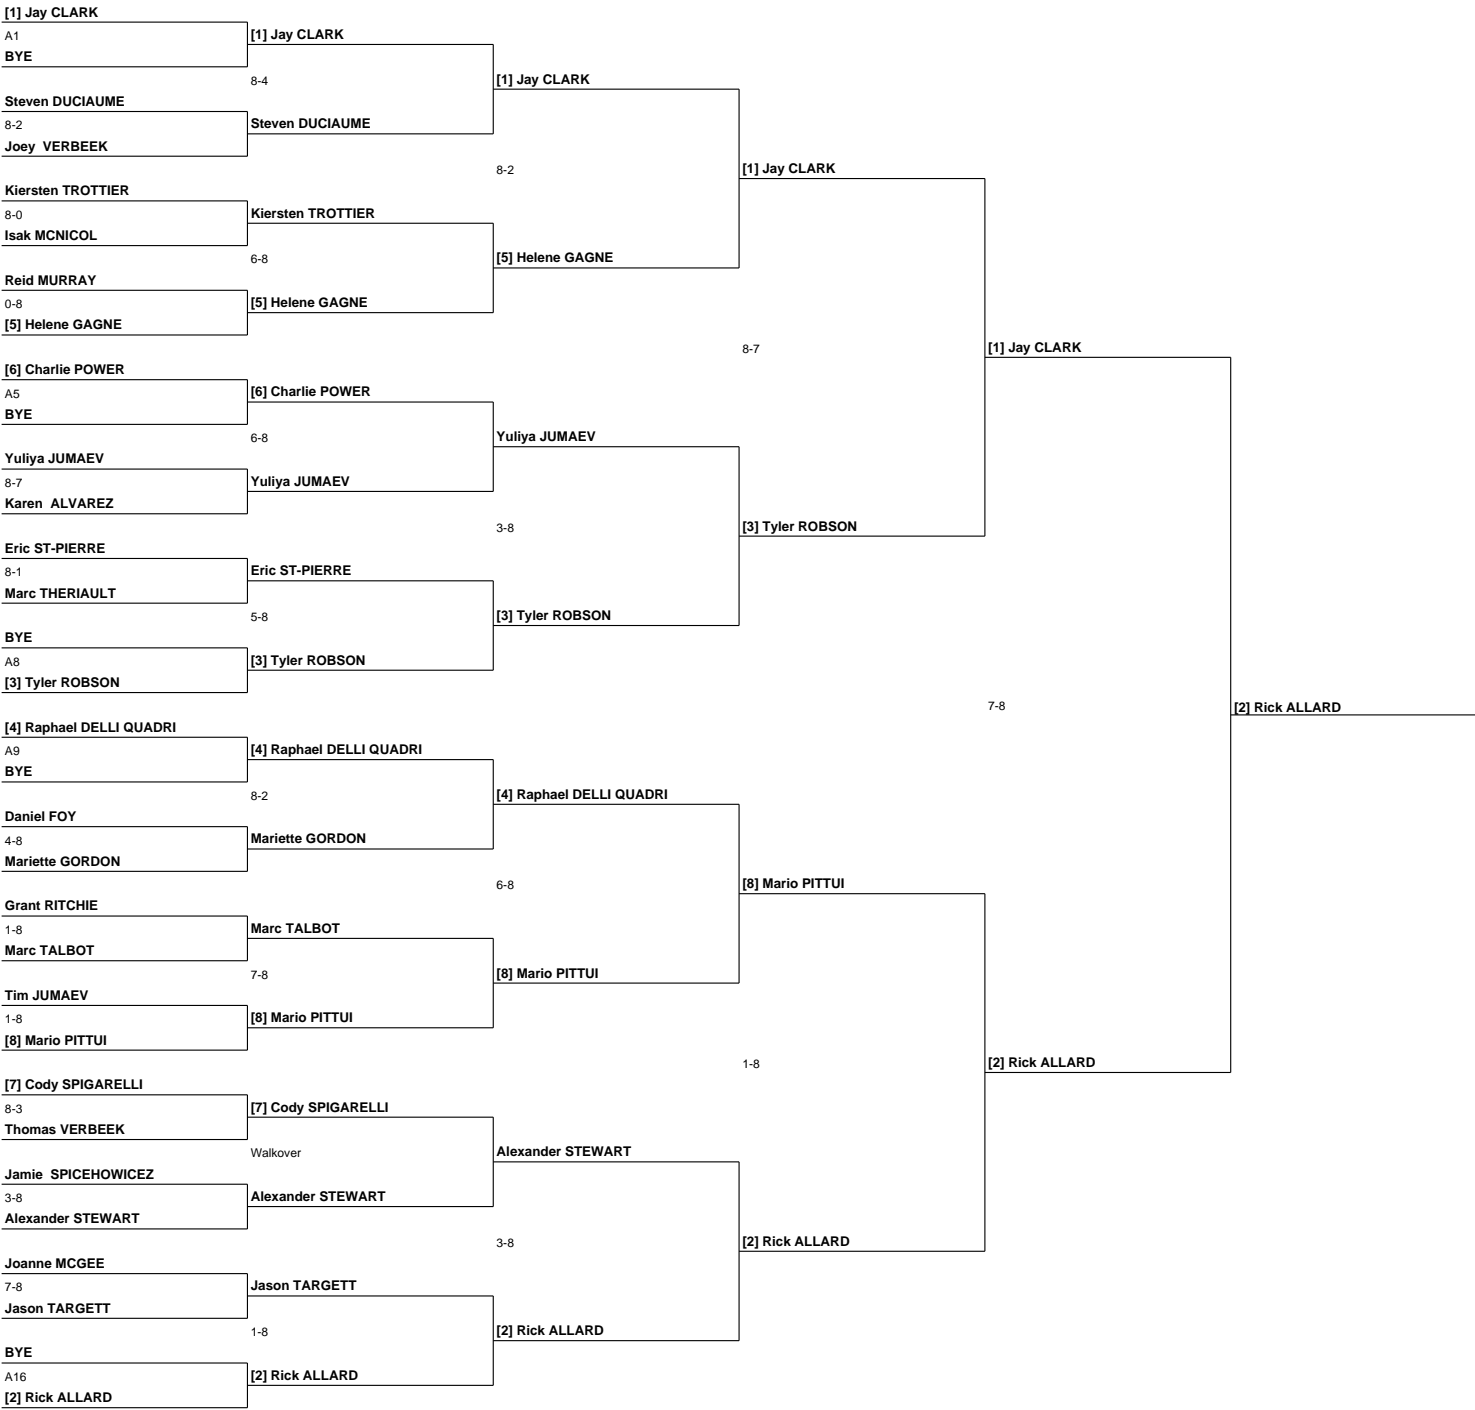 [1] Jay CLARK
A1
BYE
Steven DUCIAUME
8-2
Joey  VERBEEK
Kiersten TROTTIER
8-0
Isak MCNICOL
Reid MURRAY
0-8
[5] Helene GAGNE
[6] Charlie POWER
A5
BYE
Yuliya JUMAEV
8-7
Karen  ALVAREZ
Eric ST-PIERRE
8-1
Marc THERIAULT
BYE
A8
[3] Tyler ROBSON
[4] Raphael DELLI QUADRI
A9
BYE
Daniel FOY
4-8
Mariette GORDON
Grant RITCHIE
1-8
Marc TALBOT
Tim JUMAEV
1-8
[8] Mario PITTUI
[7] Cody SPIGARELLI
8-3
Thomas VERBEEK
Jamie  SPICEHOWICEZ
3-8
Alexander STEWART
Joanne MCGEE
7-8
Jason TARGETT
BYE
A16
[2] Rick ALLARD
[1] Jay CLARK
8-4
Steven DUCIAUME
Kiersten TROTTIER
6-8
[5] Helene GAGNE
[6] Charlie POWER
6-8
Yuliya JUMAEV
Eric ST-PIERRE
5-8
[3] Tyler ROBSON
[4] Raphael DELLI QUADRI
8-2
Mariette GORDON
Marc TALBOT
7-8
[8] Mario PITTUI
[7] Cody SPIGARELLI
Walkover
Alexander STEWART
Jason TARGETT
1-8
[2] Rick ALLARD
[1] Jay CLARK
8-2
[5] Helene GAGNE
Yuliya JUMAEV
3-8
[3] Tyler ROBSON
[4] Raphael DELLI QUADRI
6-8
[8] Mario PITTUI
Alexander STEWART
3-8
[2] Rick ALLARD
[1] Jay CLARK
8-7
[3] Tyler ROBSON
[8] Mario PITTUI
1-8
[2] Rick ALLARD
[1] Jay CLARK
7-8
[2] Rick ALLARD
[2] Rick ALLARD